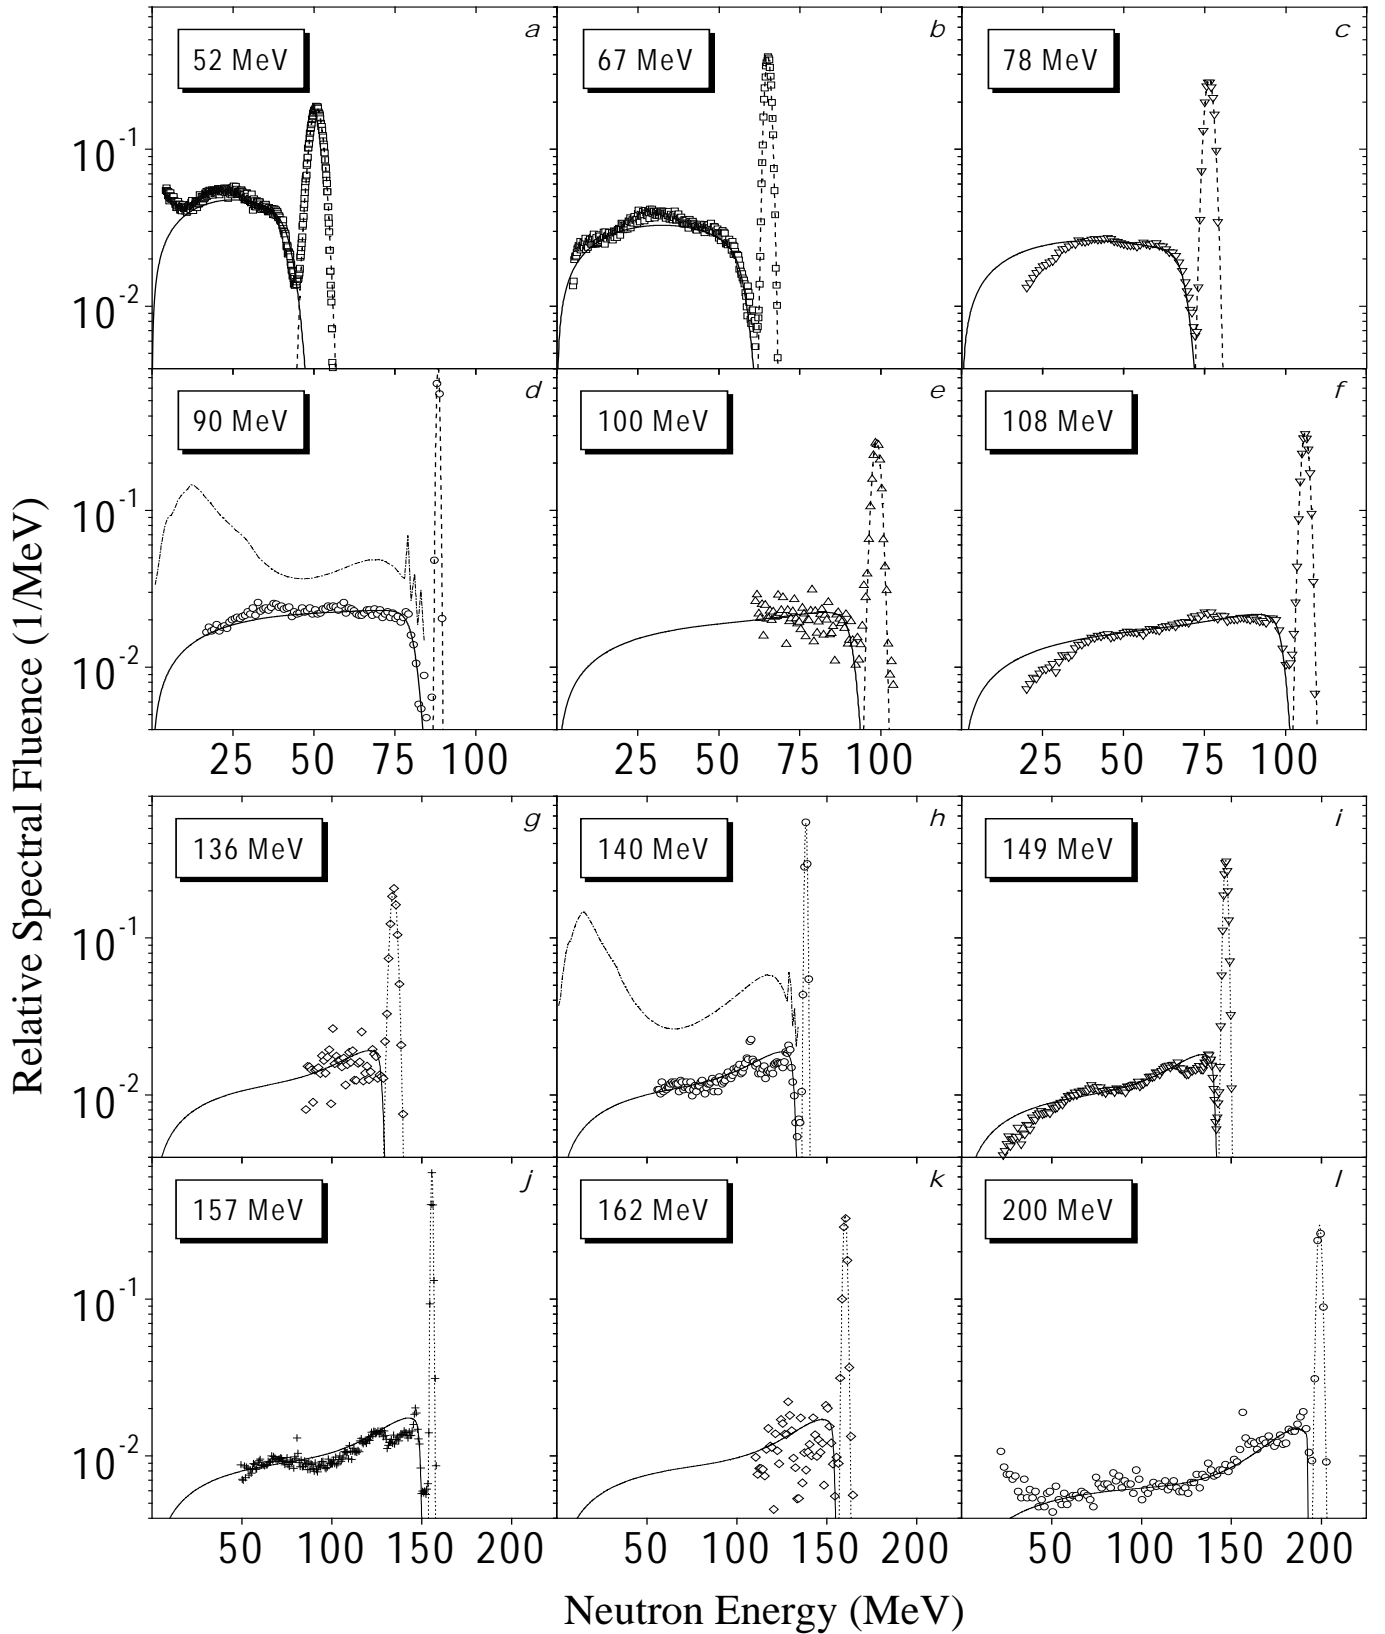 a
52 MeV
b
67 MeV
c
78 MeV
10^-1
10^-2
d
90 MeV
e
100 MeV
f
108 MeV
10^-1
10^-2
25 50 75 100
25 50 75 100
25 50 75 100
g
136 MeV
h
140 MeV
i
149 MeV
10^-1
10^-2
j
157 MeV
k
162 MeV
l
200 MeV
10^-1
10^-2
50 100 150 200
50 100 150 200
50 100 150 200
Relative Spectral Fluence (1/MeV)
Neutron Energy (MeV)